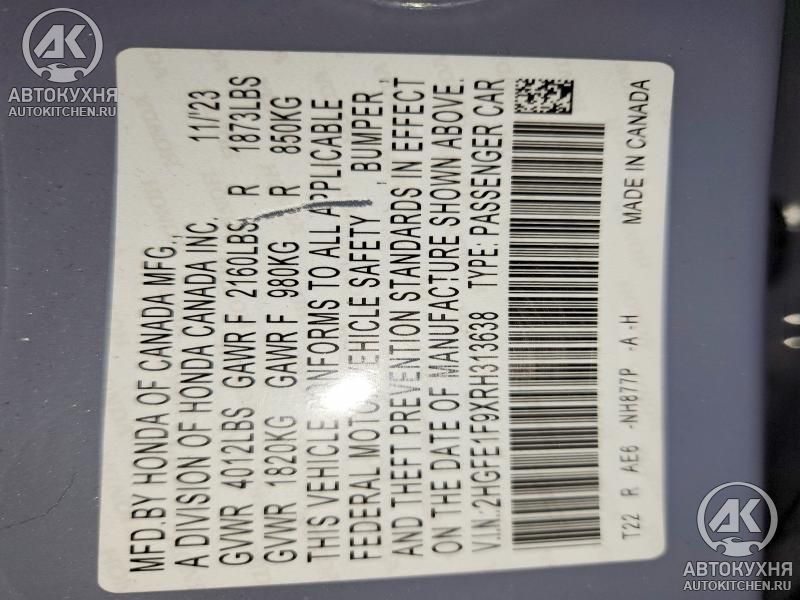 MFD.BY HONDA OF CANADA MFG.,
A DIVISION OF HONDA CANADA INC. 11/'23
GVWR 4012LBS GAWR F 2160LBS R 1873LBS
GVWR 1820KG GAWR F 980KG R 850KG
THIS VEHICLE CONFORMS TO ALL APPLICABLE
FEDERAL MOTOR VEHICLE SAFETY , BUMPER ,
AND THEFT PREVENTION STANDARDS IN EFFECT
ON THE DATE OF MANUFACTURE SHOWN ABOVE.
V.I.N.:2HGFE1F9XRH313638 TYPE: PASSENGER CAR
T22 R AE6 -NH877P -A -H MADE IN CANADA
АК
АВТОКУХНЯ
AUTOKITCHEN.RU
АК
АВТОКУХНЯ
AUTOKITCHEN.RU